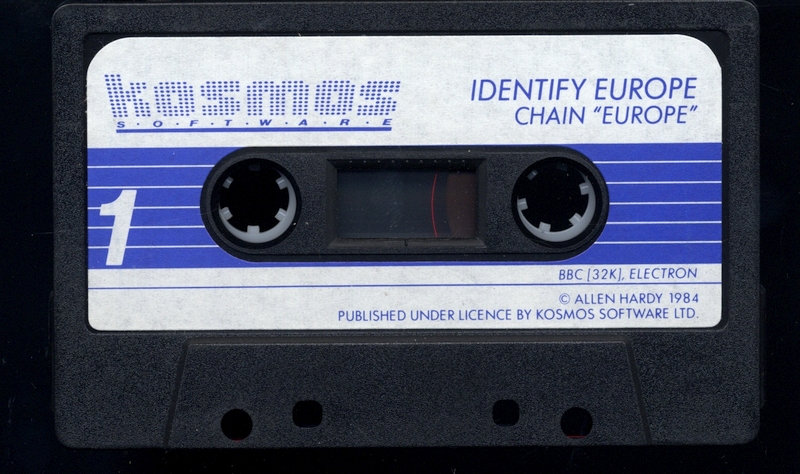 kosmos
S·O·F·T·W·A·R·E
IDENTIFY EUROPE
CHAIN “EUROPE”
1
BBC (32K), ELECTRON
© ALLEN HARDY 1984
PUBLISHED UNDER LICENCE BY KOSMOS SOFTWARE LTD.